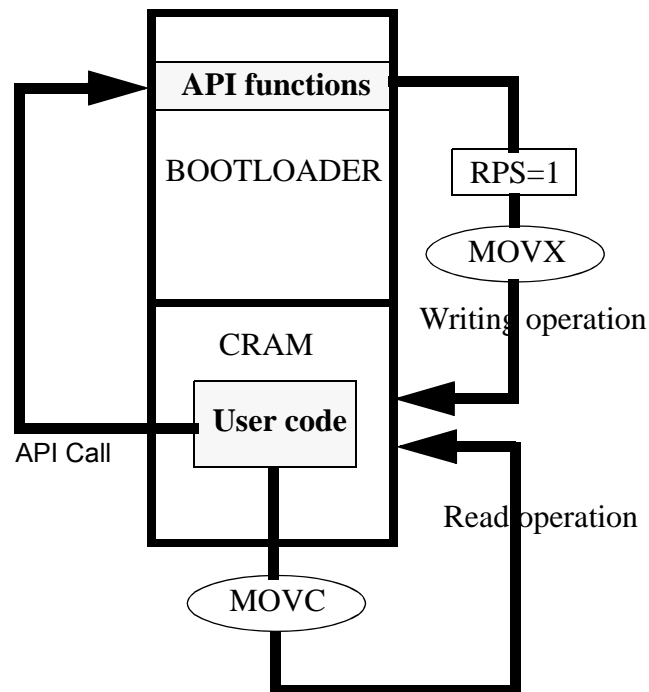 API functions
BOOTLOADER
RPS=1
MOVX
Writing operation
CRAM
User code
API Call
Read operation
MOVC